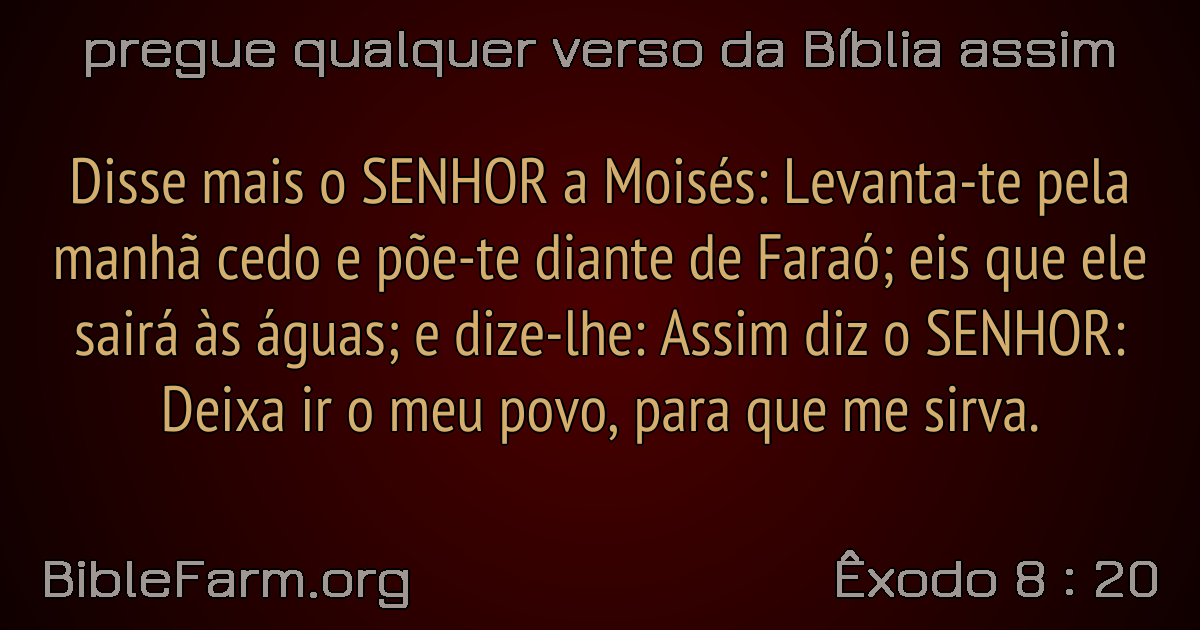 pregue qualquer verso da Bíblia assim
Disse mais o SENHOR a Moisés: Levanta-te pela
manhã cedo e põe-te diante de Faraó; eis que ele
sairá às águas; e dize-lhe: Assim diz o SENHOR:
Deixa ir o meu povo, para que me sirva.
BibleFarm.org
Êxodo 8 : 20